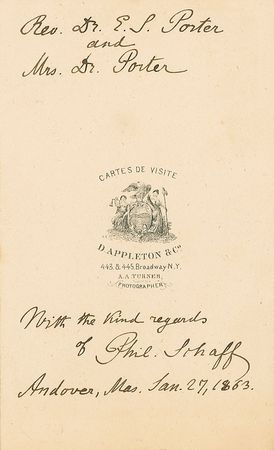 Rev. Dr. E. S. Porter
and
Mrs. Dr. Porter
CARTES DE VISITE
D. APPLETON & Co
443 & 445, Broadway N.Y.
A. A. TURNER,
PHOTOGRAPHER
With the kind regards
of Phil. Schaff
Andover, Mas. Jan. 27, 1863.